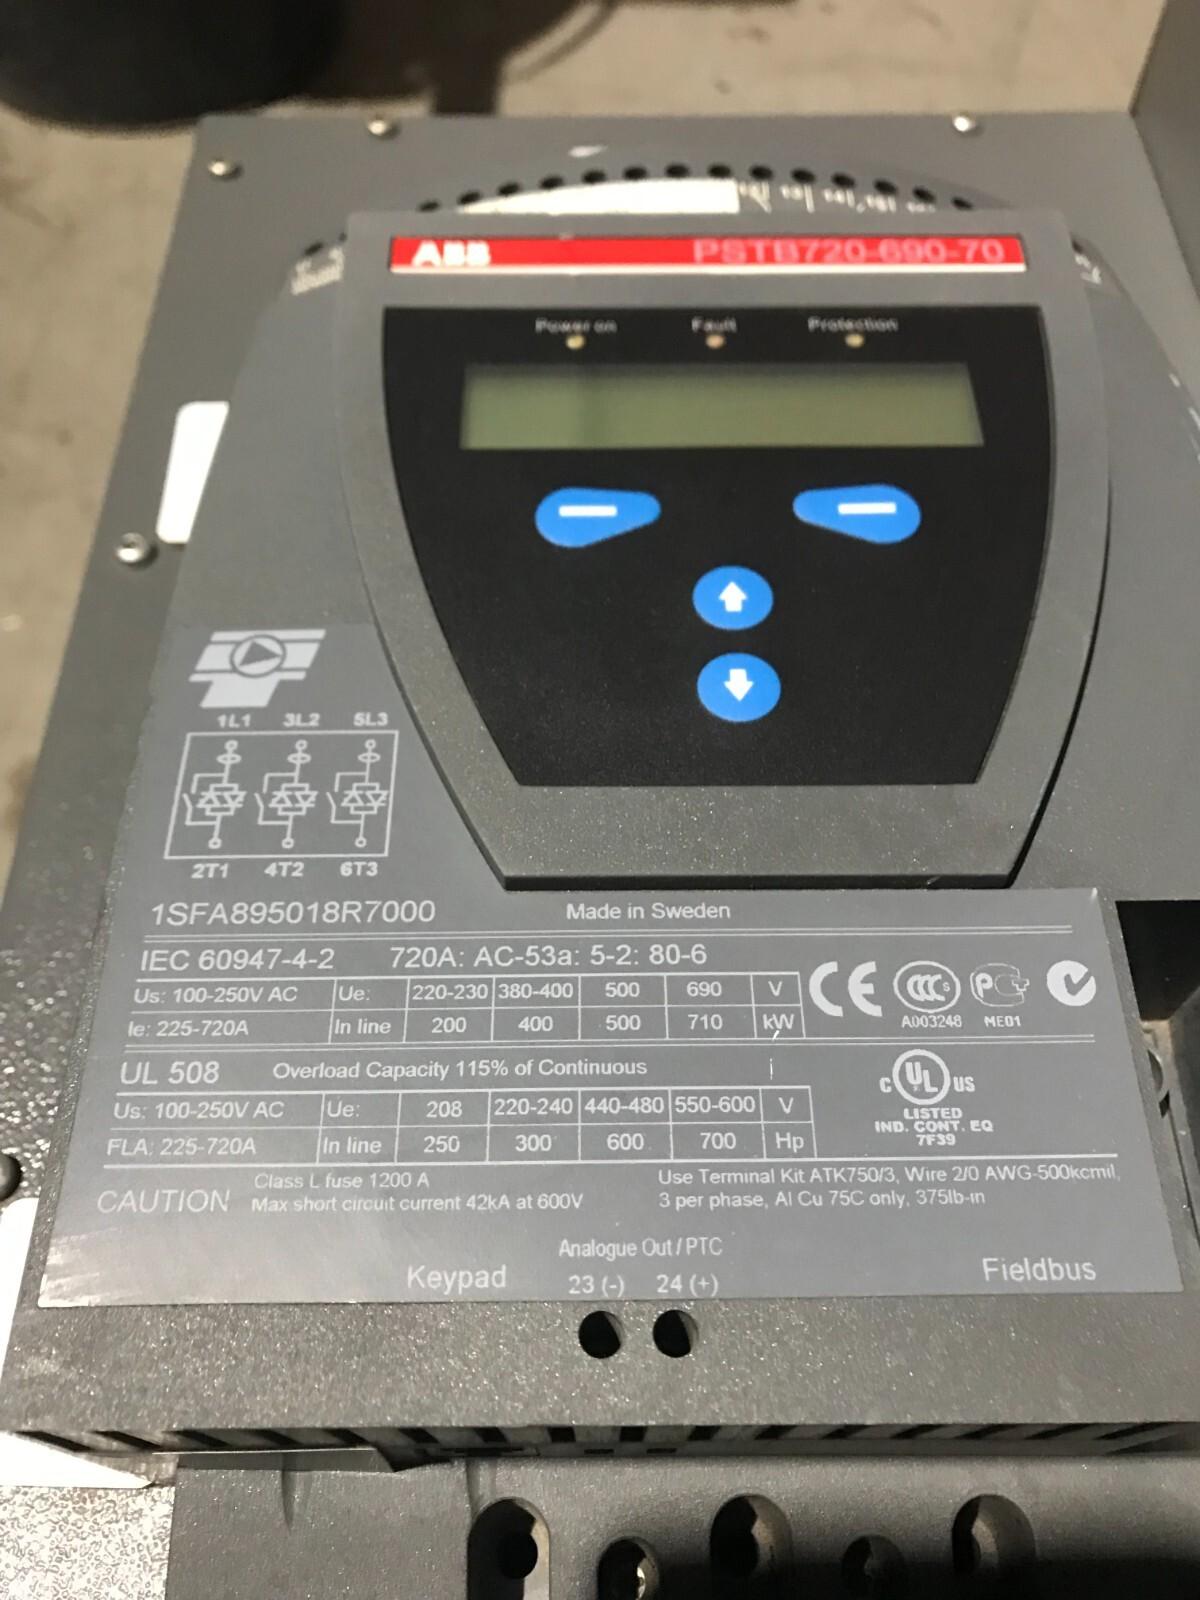 ABB PSTB720-690-70
Power on Fault Protection
1L1 3L2 5L3
2T1 4T2 6T3
1SFA895018R7000 Made in Sweden
IEC 60947-4-2 720A: AC-53a: 5-2: 80-6
Us: 100-250V AC Ue: 220-230 380-400 500 690 V
Ie: 225-720A In line 200 400 500 710 kW
CE CCC S
A003248 ME01
UL 508 Overload Capacity 115% of Continuous
Us: 100-250V AC Ue: 208 220-240 440-480 550-600 V
FLA: 225-720A In line 250 300 600 700 Hp
C UL US
LISTED
IND. CONT. EQ
7F39
CAUTION
Class L fuse 1200 A
Max short circuit current 42kA at 600V
Use Terminal Kit ATK750/3, Wire 2/0 AWG-500kcmil,
3 per phase, Al Cu 75C only, 375lb-in
Analogue Out / PTC
Keypad 23 (-) 24 (+) Fieldbus